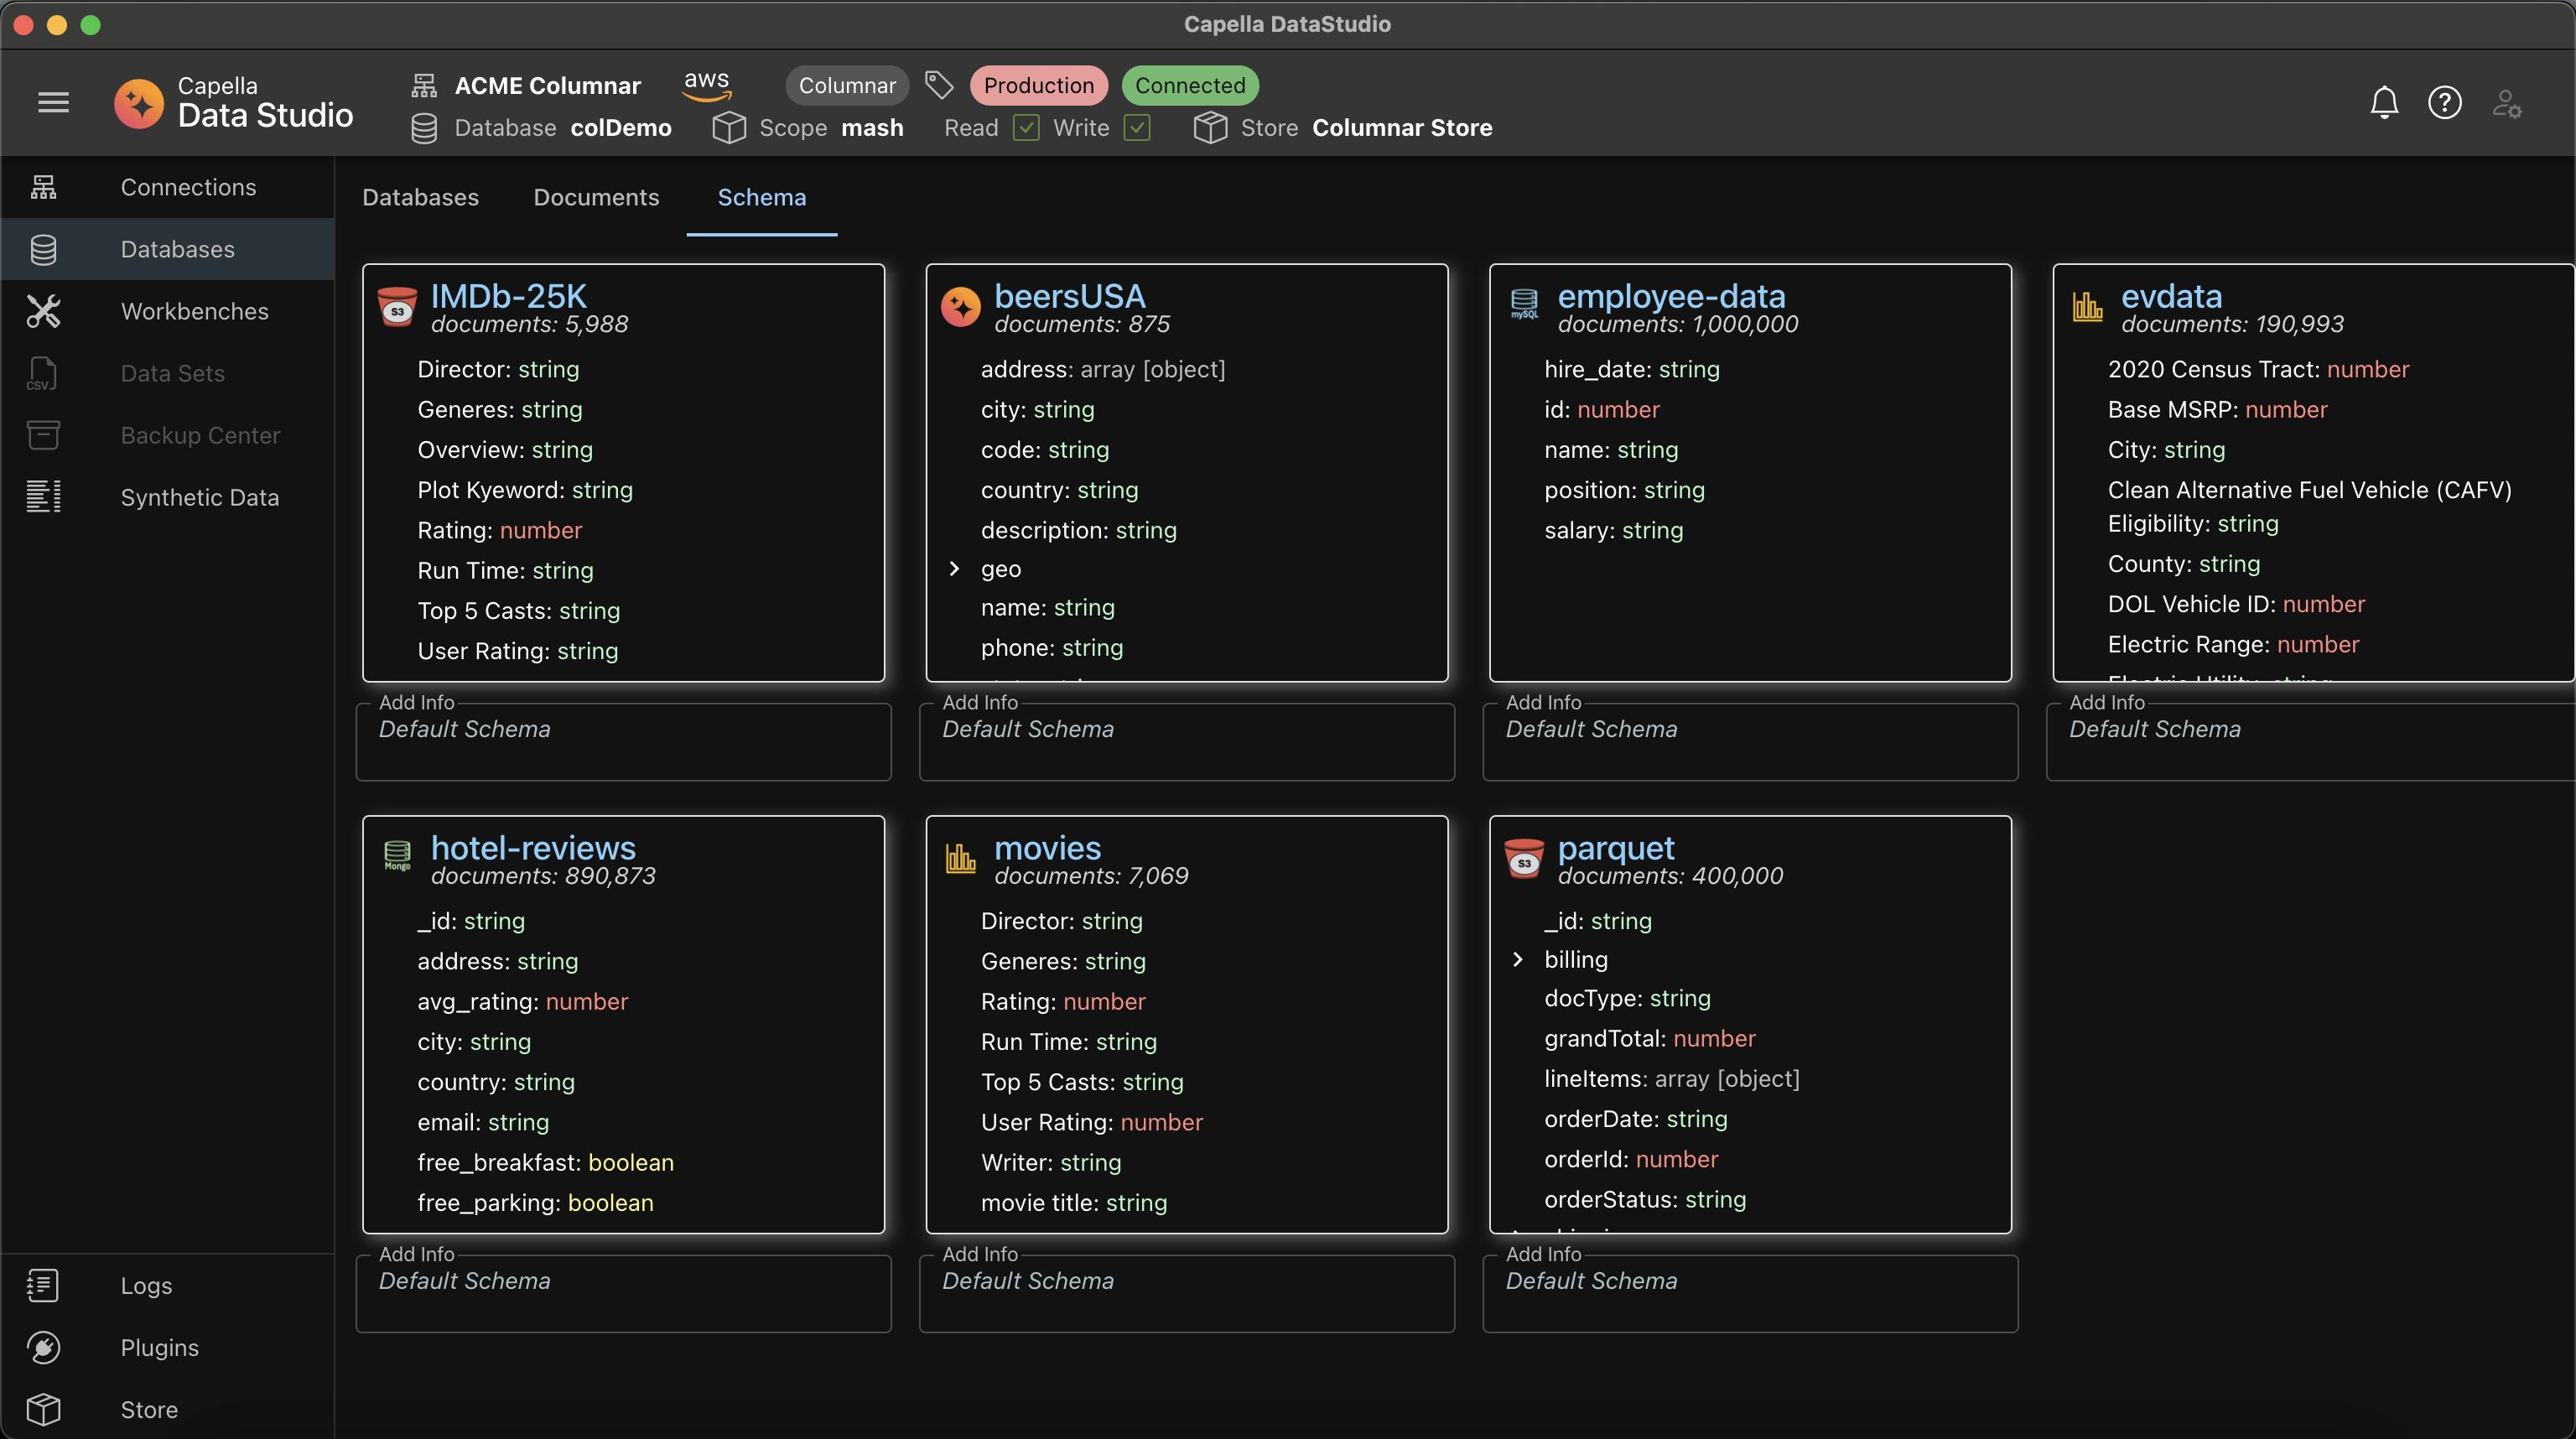 Capella DataStudio
Capella
Data Studio
ACME Columnar aws Columnar Production Connected
Database colDemo Scope mash Read Write Store Columnar Store
Connections
Databases
Workbenches
Data Sets
CSV
Backup Center
Synthetic Data
Logs
Plugins
Store
Databases Documents Schema
S3
IMDb-25K
documents: 5,988
Director: string
Generes: string
Overview: string
Plot Kyeword: string
Rating: number
Run Time: string
Top 5 Casts: string
User Rating: string
Add Info
Default Schema
beersUSA
documents: 875
address: array [object]
city: string
code: string
country: string
description: string
geo
name: string
phone: string
Add Info
Default Schema
mySQL
employee-data
documents: 1,000,000
hire_date: string
id: number
name: string
position: string
salary: string
Add Info
Default Schema
evdata
documents: 190,993
2020 Census Tract: number
Base MSRP: number
City: string
Clean Alternative Fuel Vehicle (CAFV)
Eligibility: string
County: string
DOL Vehicle ID: number
Electric Range: number
Electric Utility: string
Add Info
Default Schema
Mongo
hotel-reviews
documents: 890,873
_id: string
address: string
avg_rating: number
city: string
country: string
email: string
free_breakfast: boolean
free_parking: boolean
Add Info
Default Schema
movies
documents: 7,069
Director: string
Generes: string
Rating: number
Run Time: string
Top 5 Casts: string
User Rating: number
Writer: string
movie title: string
Add Info
Default Schema
S3
parquet
documents: 400,000
_id: string
billing
docType: string
grandTotal: number
lineItems: array [object]
orderDate: string
orderId: number
orderStatus: string
Add Info
Default Schema